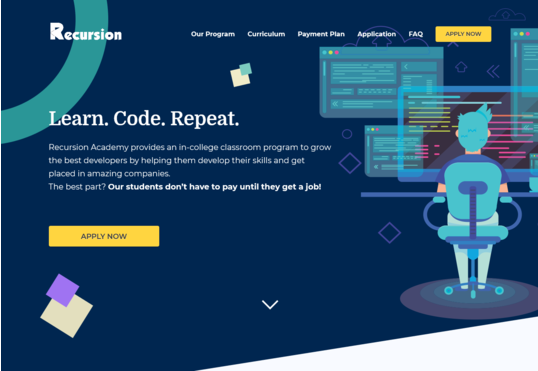 Recursion
Our Program Curriculum Payment Plan Application FAQ APPLY NOW
Learn. Code. Repeat.
Recursion Academy provides an in-college classroom program to grow
the best developers by helping them develop their skills and get
placed in amazing companies.
The best part? Our students don't have to pay until they get a job!
APPLY NOW